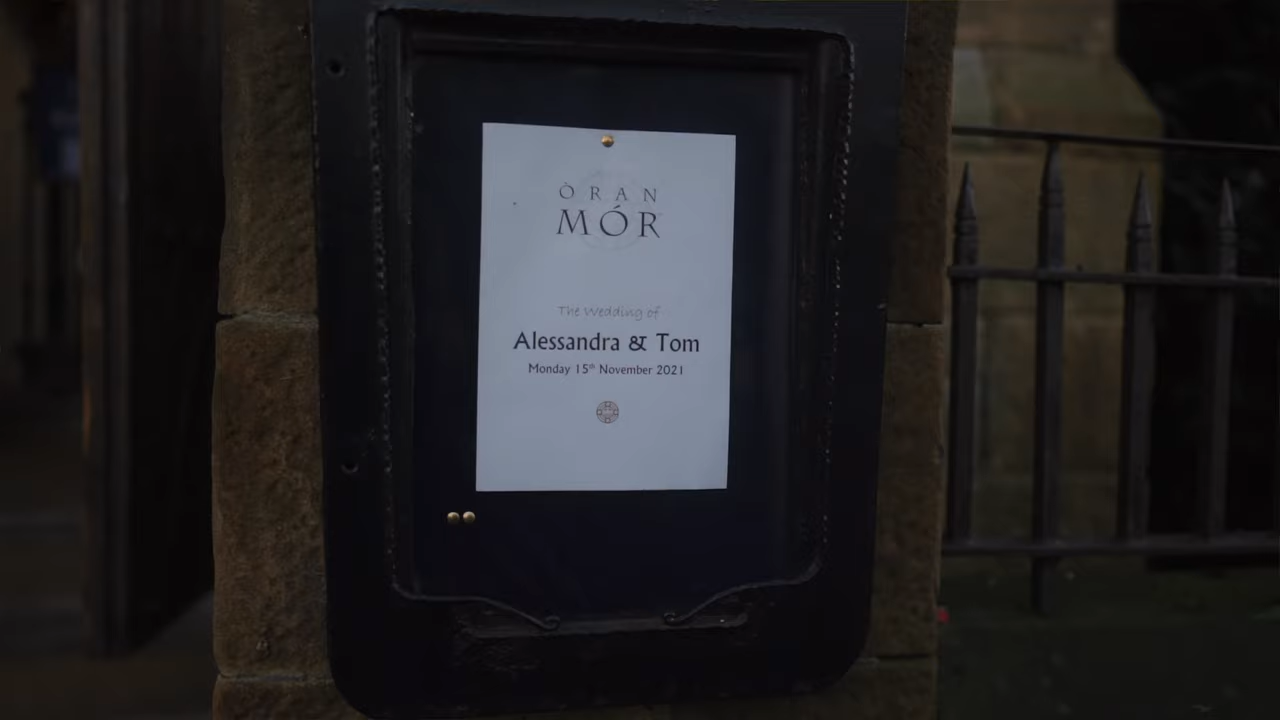 ÒRAN
MÓR
The Wedding of
Alessandra & Tom
Monday 15th November 2021